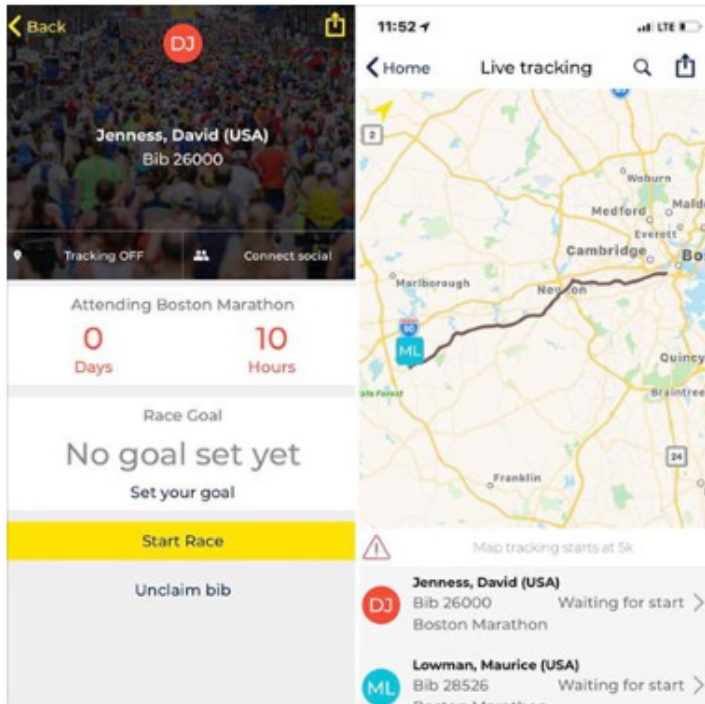 Back
DJ
Jenness, David (USA)
Bib 26000
Tracking OFF
Connect social
Attending Boston Marathon
0 10
Days Hours
Race Goal
No goal set yet
Set your goal
Start Race
Unclaim bib
11:52
LTE
Home Live tracking
2
Woburn
Medford
Everett
Cambridge
Marlborough
Newton
90
ML
Quincy
Braintree
24
Franklin
Map tracking starts at 5k
Jenness, David (USA)
DJ
Bib 26000 Waiting for start
Boston Marathon
Lowman, Maurice (USA)
ML
Bib 28526 Waiting for start
Boston Marathon